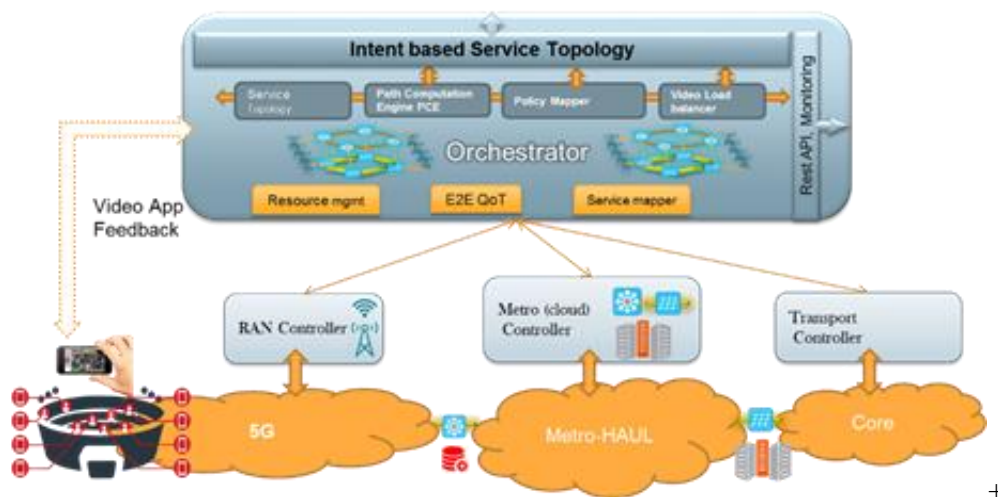 Intent based Service Topology
Service
Topology
Path Computation
Engine PCE
Policy Mapper
Video Load
balancer
Rest API, Monitoring
Orchestrator
Resource mgmt
E2E QoT
Service mapper
Video App
Feedback
RAN Controller
Metro (cloud)
Controller
Transport
Controller
5G
Metro-HAUL
Core